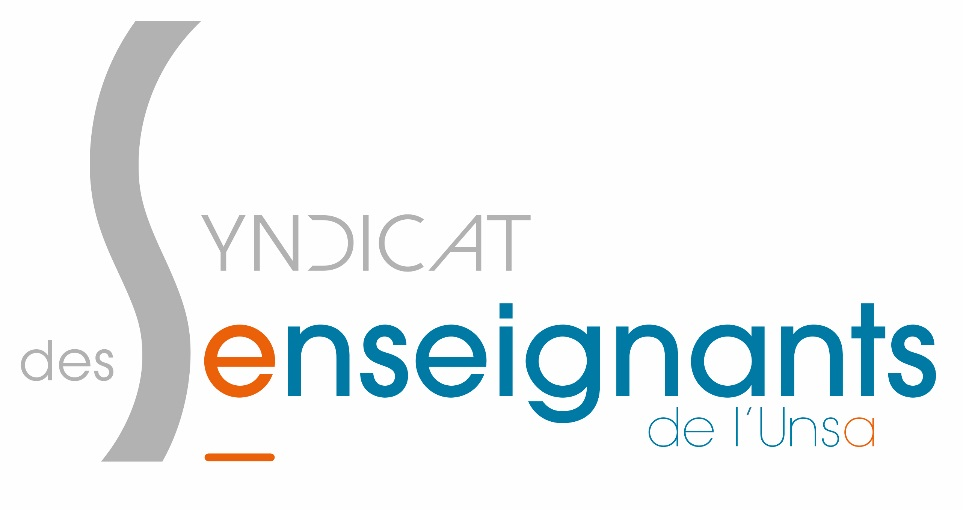 SYNDICAT
des enseignants
de l'Unsa